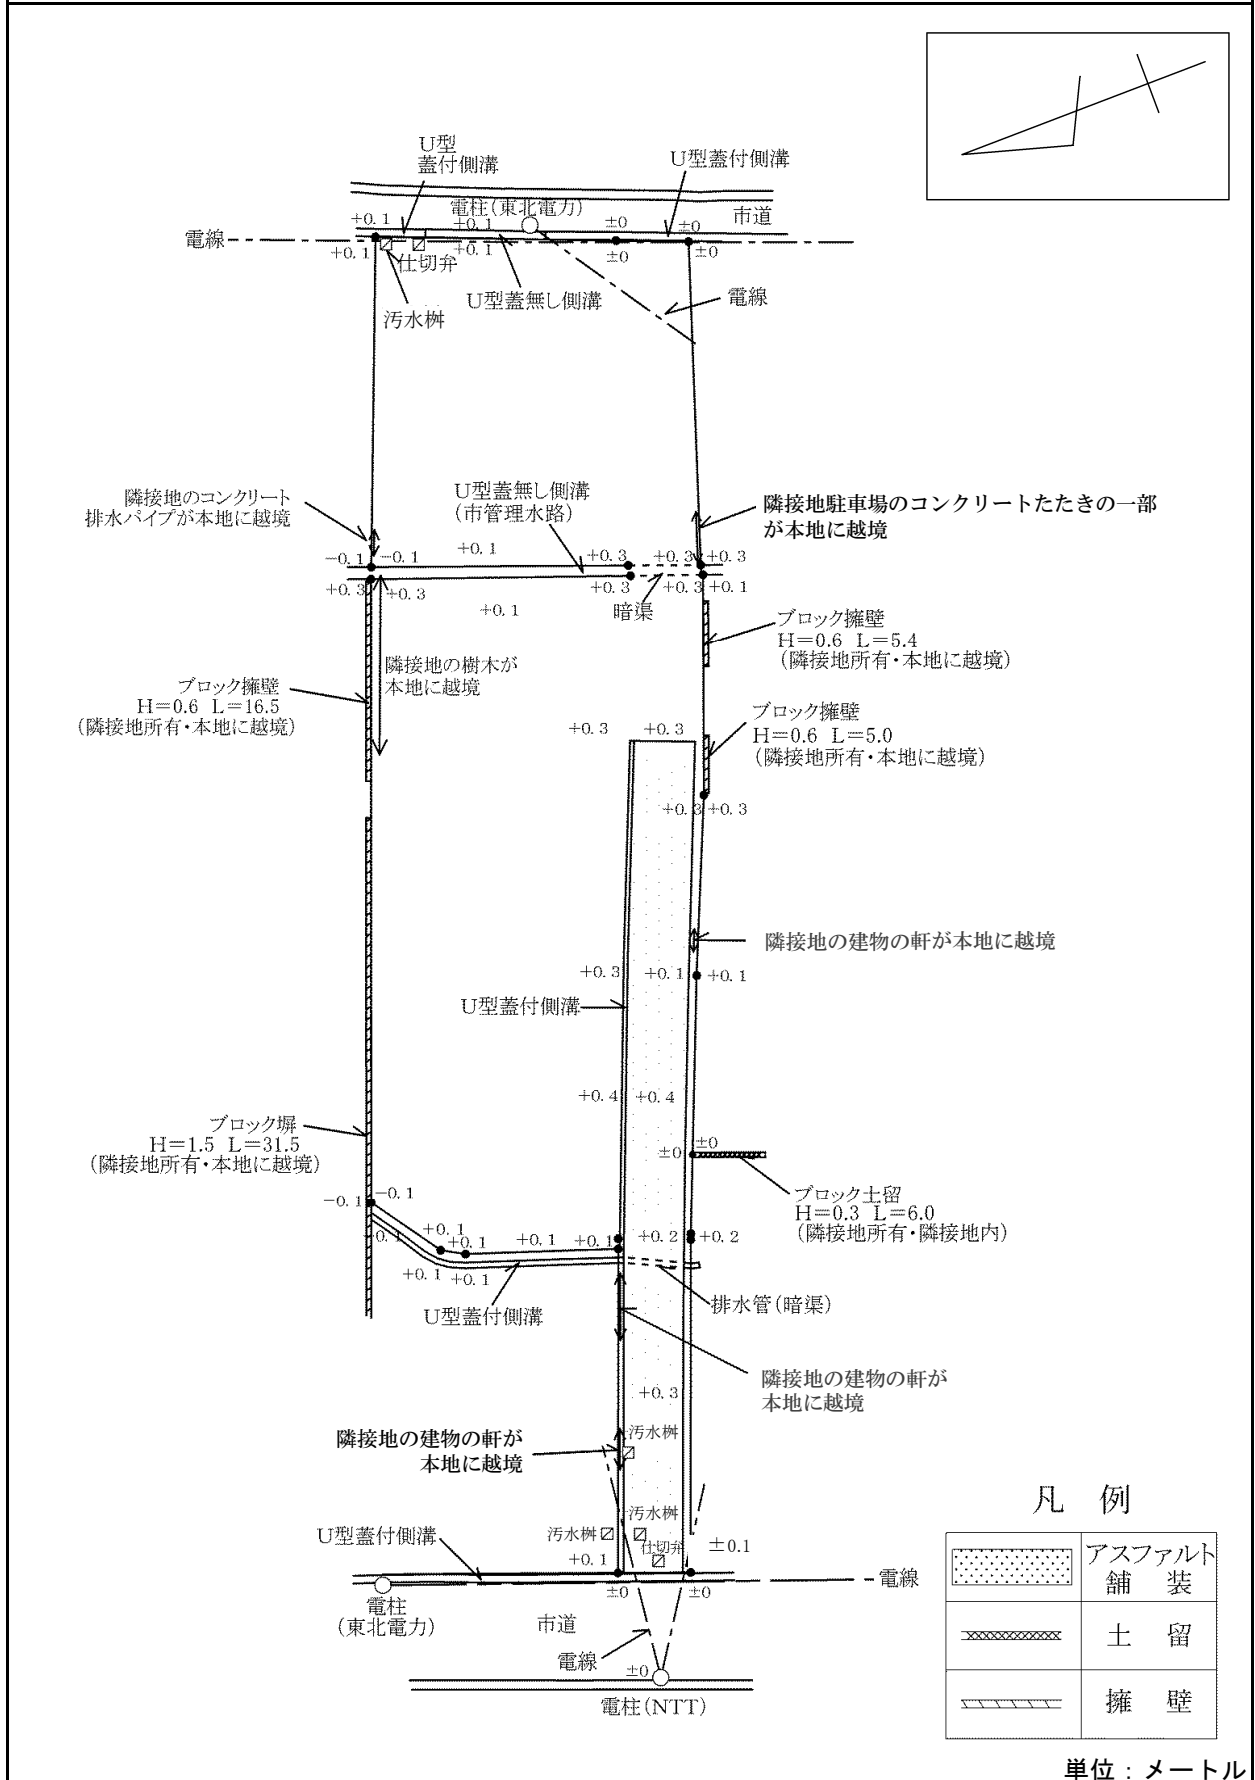 U型
蓋付側溝
U型蓋付側溝
電柱(東北電力)
市道
+0.1
+0.1
±0
±0
電線
+0.1
+0.1
±0
±0
仕切弁
U型蓋無し側溝
電線
汚水桝
隣接地のコンクリート
排水パイプが本地に越境
U型蓋無し側溝
(市管理水路)
隣接地駐車場のコンクリートたたきの一部
が本地に越境
-0.1
-0.1
+0.1
+0.3
+0.3
+0.3
+0.3
+0.3
+0.1
+0.3
+0.3
+0.1
暗渠
ブロック擁壁
H=0.6 L=5.4
(隣接地所有・本地に越境)
隣接地の樹木が
本地に越境
ブロック擁壁
H=0.6 L=16.5
(隣接地所有・本地に越境)
ブロック擁壁
H=0.6 L=5.0
(隣接地所有・本地に越境)
+0.3
+0.3
+0.3
+0.3
隣接地の建物の軒が本地に越境
+0.3
+0.1
+0.1
U型蓋付側溝
+0.4
+0.4
ブロック塀
H=1.5 L=31.5
(隣接地所有・本地に越境)
±0
±0
ブロック土留
H=0.3 L=6.0
(隣接地所有・隣接地内)
-0.1
-0.1
+0.1
+0.1
+0.1
+0.1
+0.1
+0.2
+0.2
+0.1
+0.1
U型蓋付側溝
排水管(暗渠)
隣接地の建物の軒が
本地に越境
+0.3
汚水桝
隣接地の建物の軒が
本地に越境
汚水桝
U型蓋付側溝
汚水桝
仕切弁
±0.1
+0.1
±0
±0
電線
電柱
(東北電力)
市道
電線
±0
電柱(NTT)
凡 例
アスファルト
舗 装
土 留
擁 壁
単位：メートル